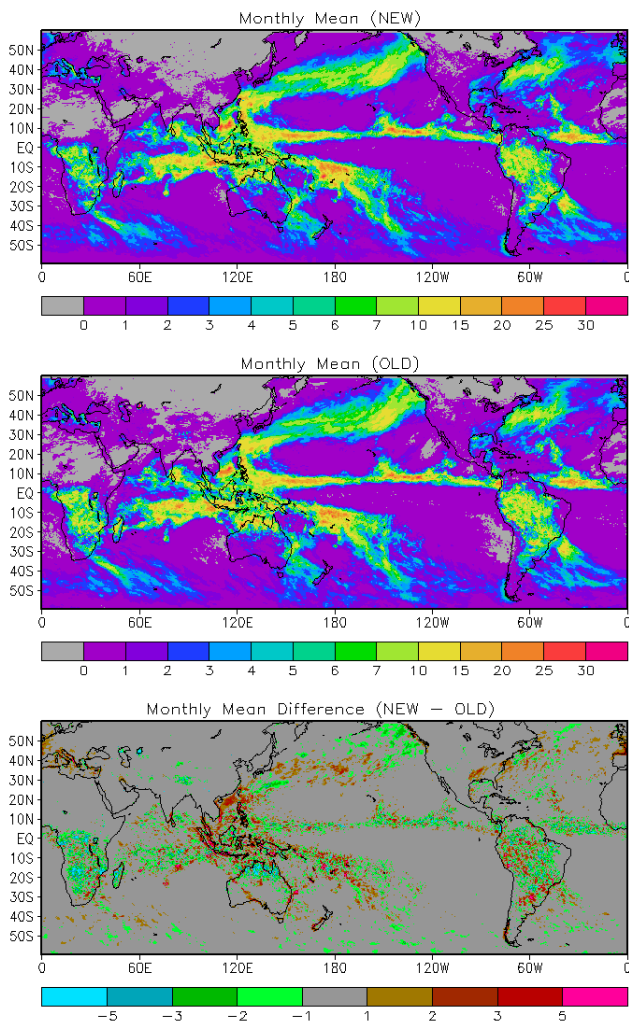 Monthly Mean (NEW)
50N
40N
30N
20N
10N
EQ
10S
20S
30S
40S
50S
0 60E 120E 180 120W 60W 0
0 1 2 3 4 5 6 7 10 15 20 25 30
Monthly Mean (OLD)
50N
40N
30N
20N
10N
EQ
10S
20S
30S
40S
50S
0 60E 120E 180 120W 60W 0
0 1 2 3 4 5 6 7 10 15 20 25 30
Monthly Mean Difference (NEW − OLD)
50N
40N
30N
20N
10N
EQ
10S
20S
30S
40S
50S
0 60E 120E 180 120W 60W 0
−5 −3 −2 −1 1 2 3 5